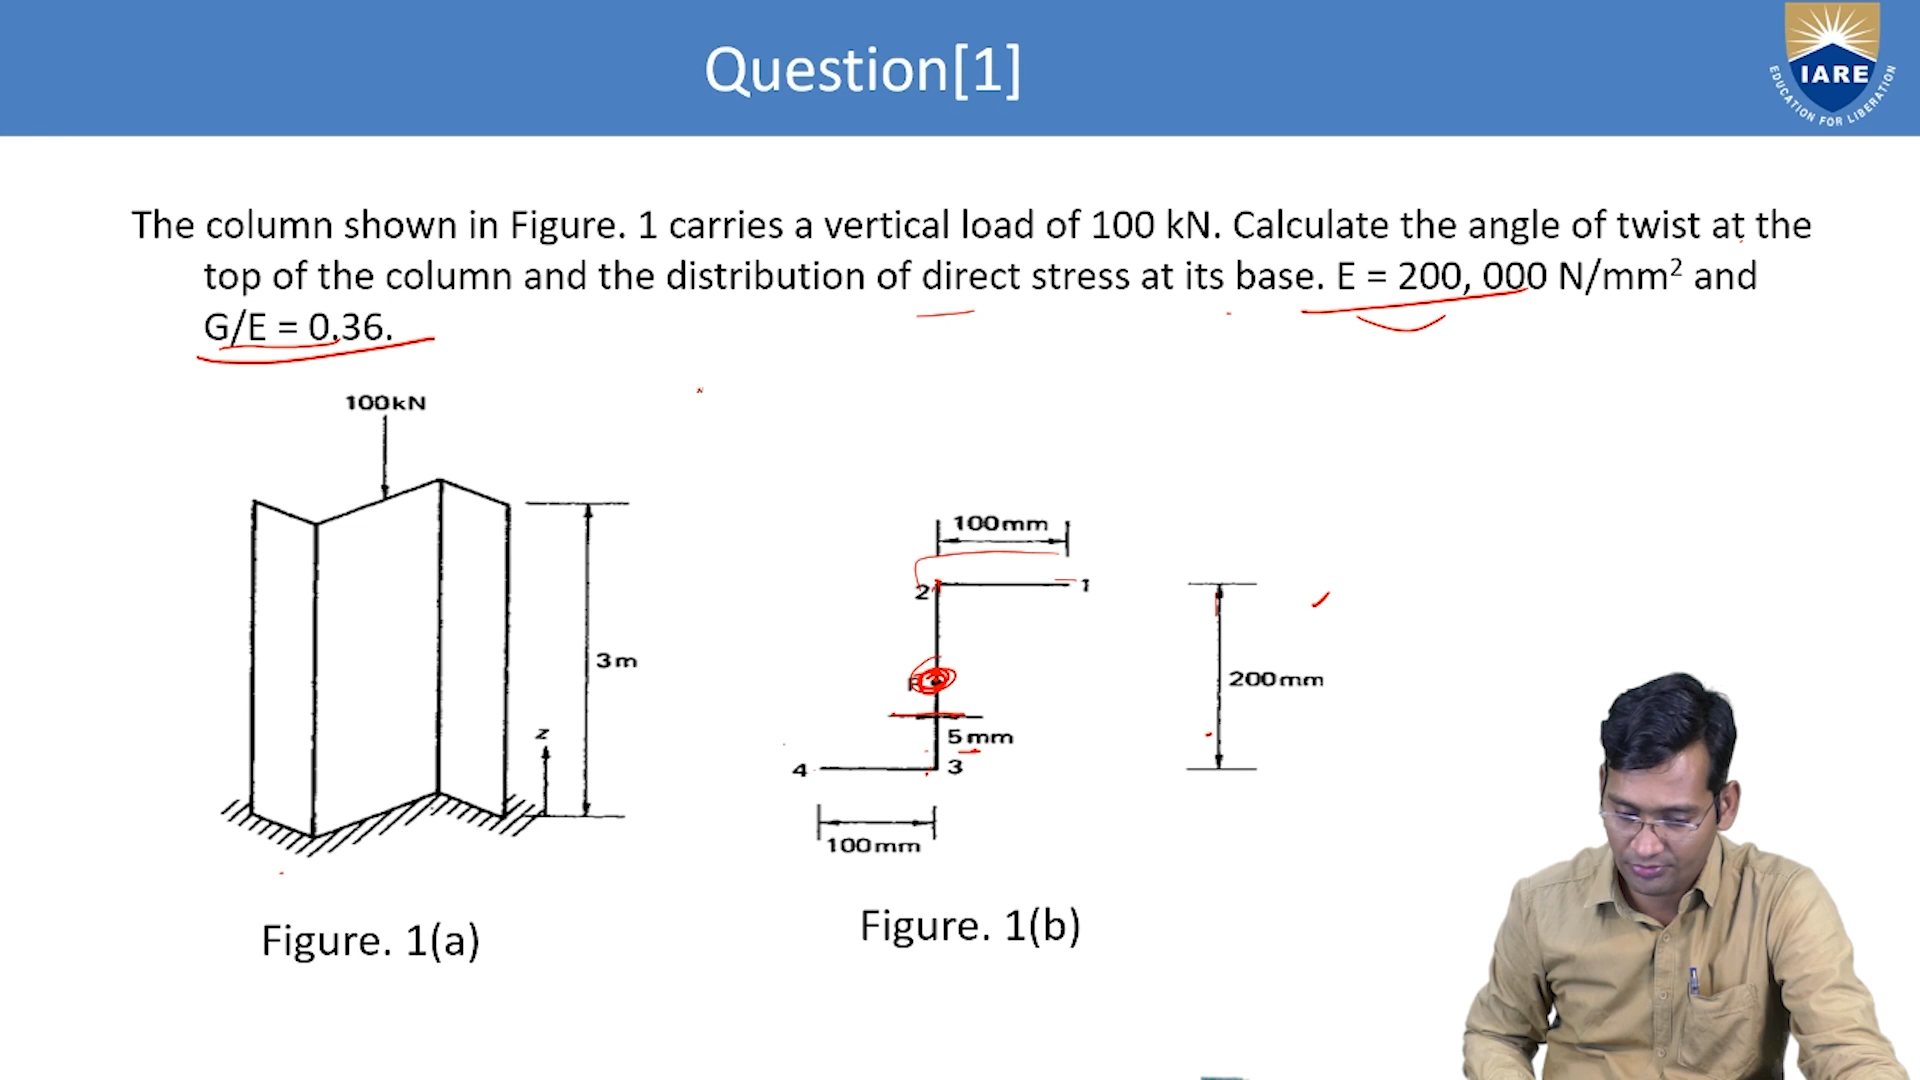 Question[1]
IARE
EDUCATION FOR LIBERATION
The column shown in Figure. 1 carries a vertical load of 100 kN. Calculate the angle of twist at the
top of the column and the distribution of direct stress at its base. E = 200, 000 N/mm² and
G/E = 0.36.
100kN
3m
z
100mm
2
1
200mm
5mm
4
3
100mm
Figure. 1(a)
Figure. 1(b)